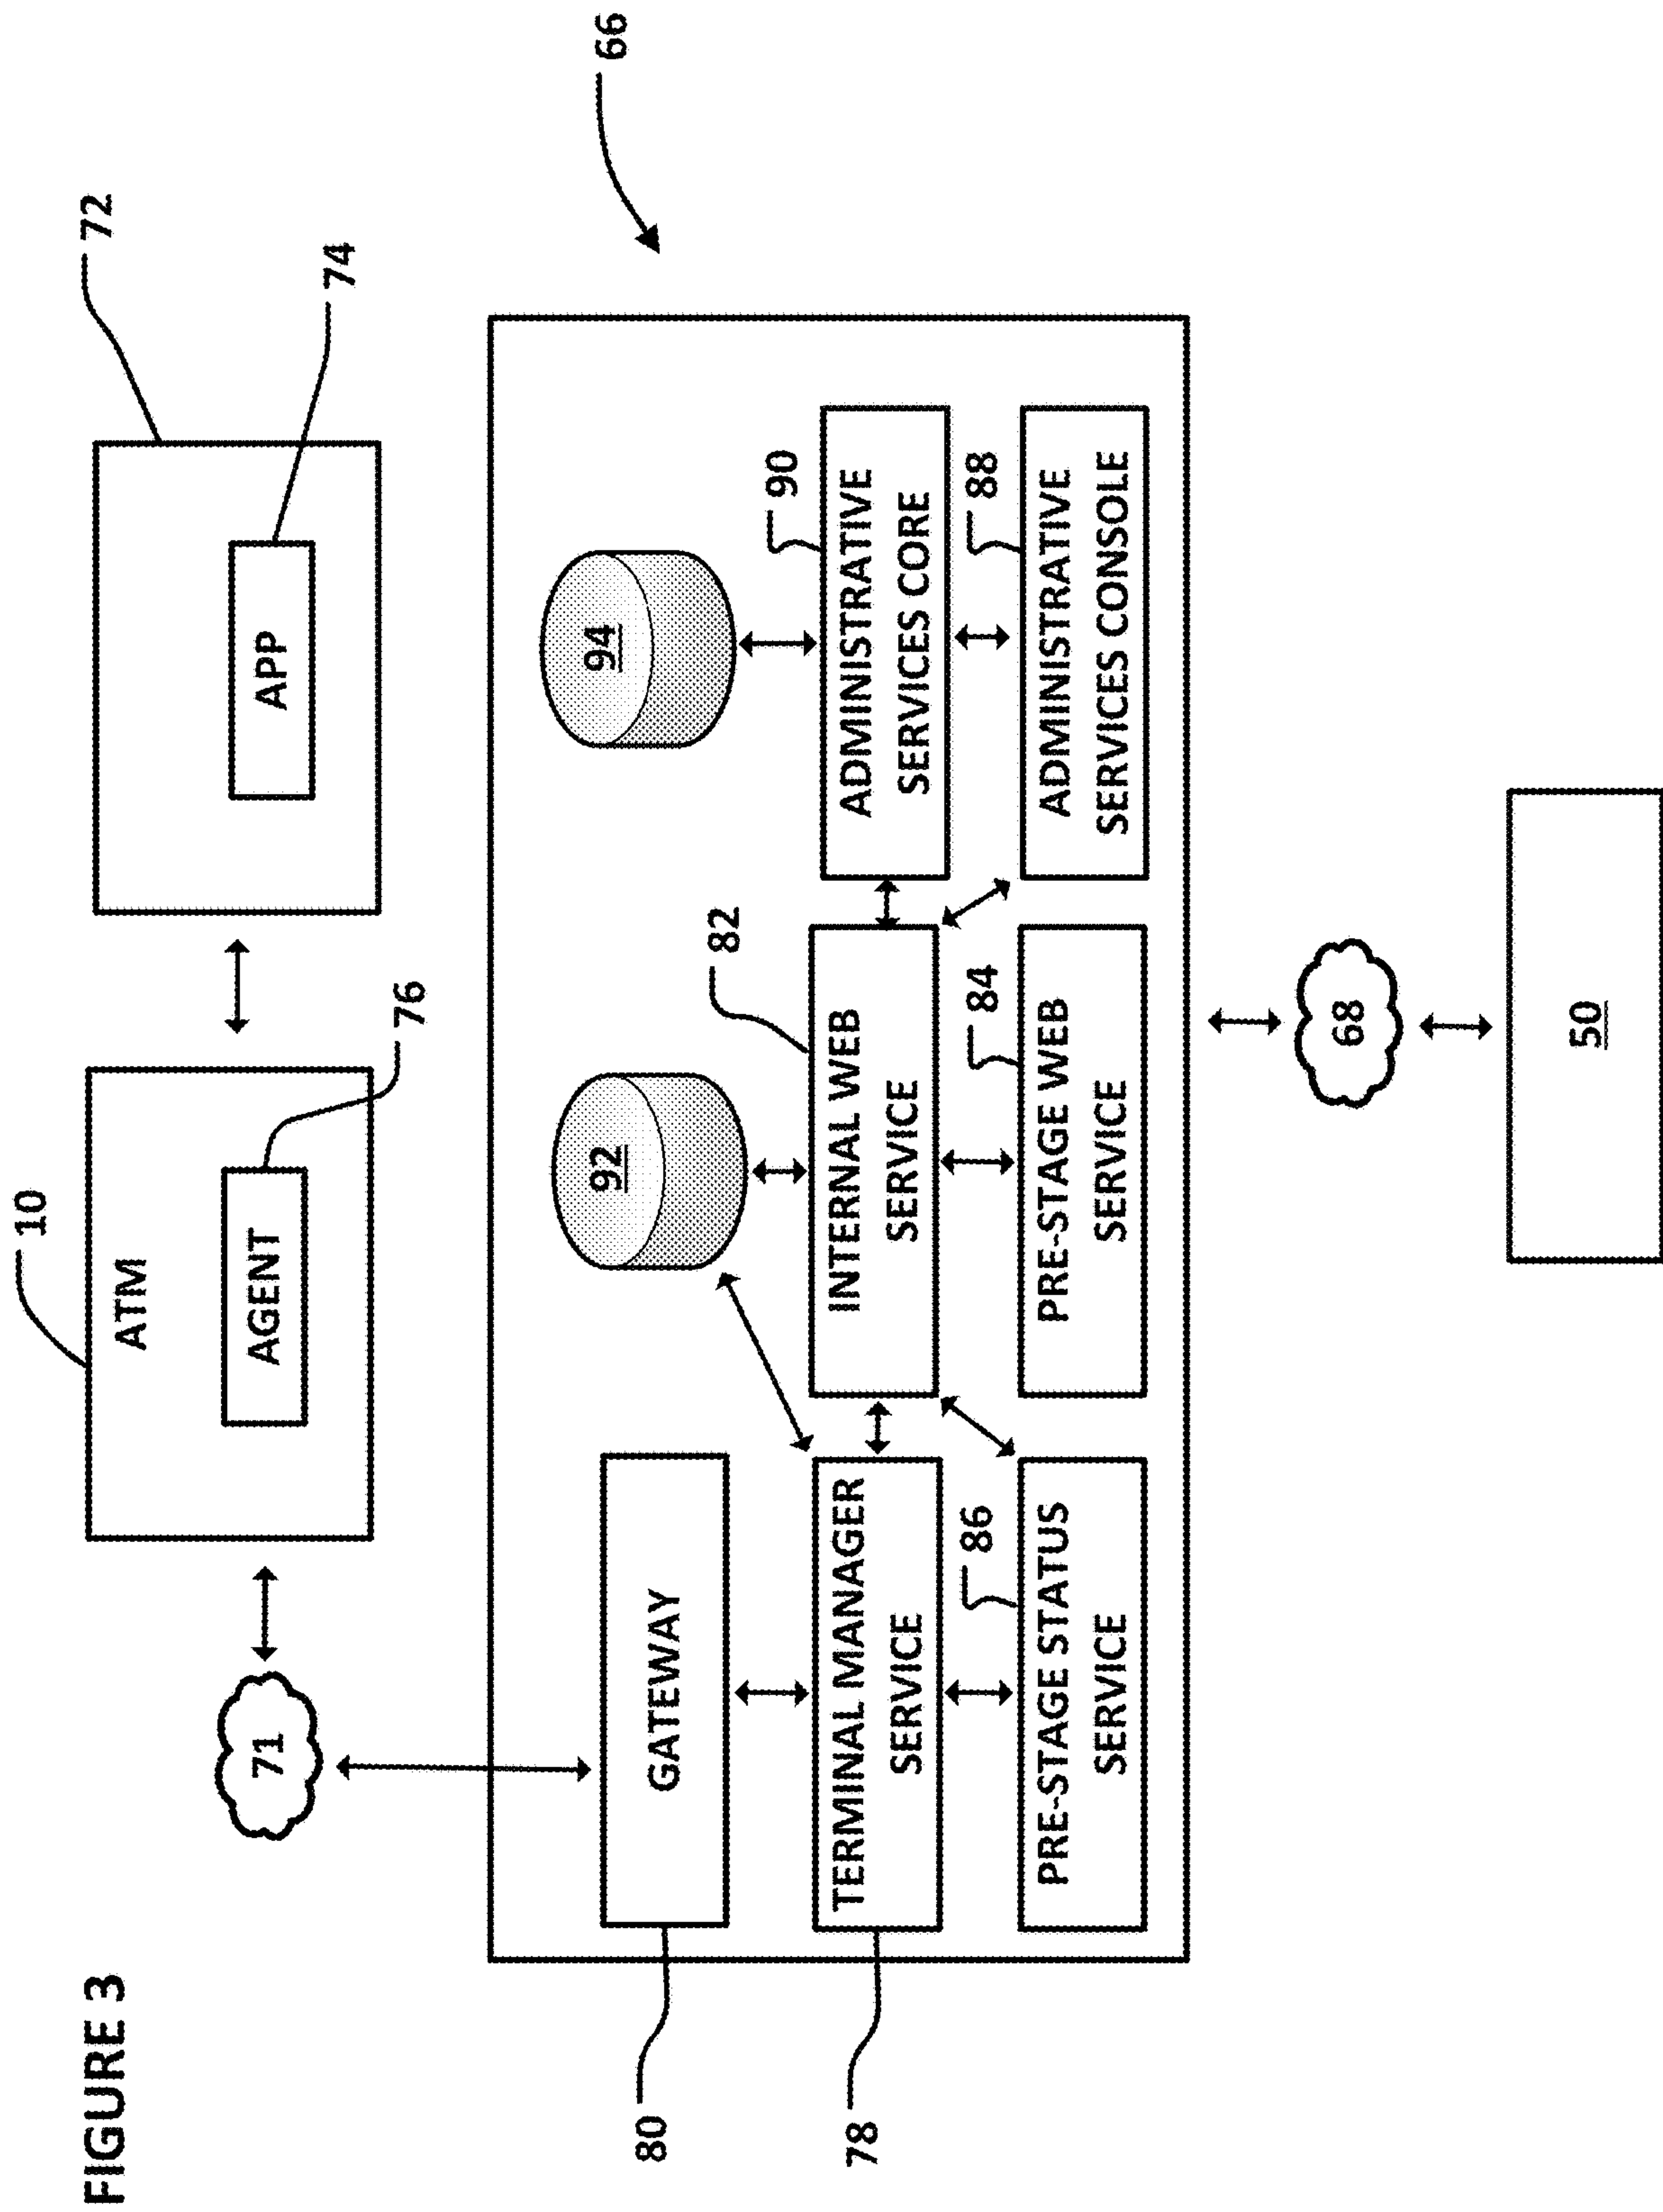 FIGURE 3
10
ATM
AGENT
76
72
APP
74
71
66
80
GATEWAY
92
94
78
TERMINAL MANAGER
SERVICE
82
INTERNAL WEB
SERVICE
90
ADMINISTRATIVE
SERVICES CORE
86
PRE-STAGE STATUS
SERVICE
84
PRE-STAGE WEB
SERVICE
88
ADMINISTRATIVE
SERVICES CONSOLE
68
50